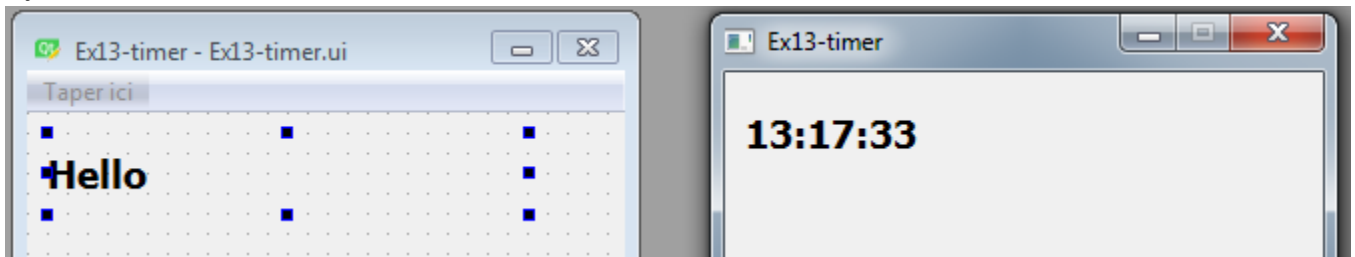 Ex13-timer - Ex13-timer.ui
Taper ici
Hello
Ex13-timer
13:17:33